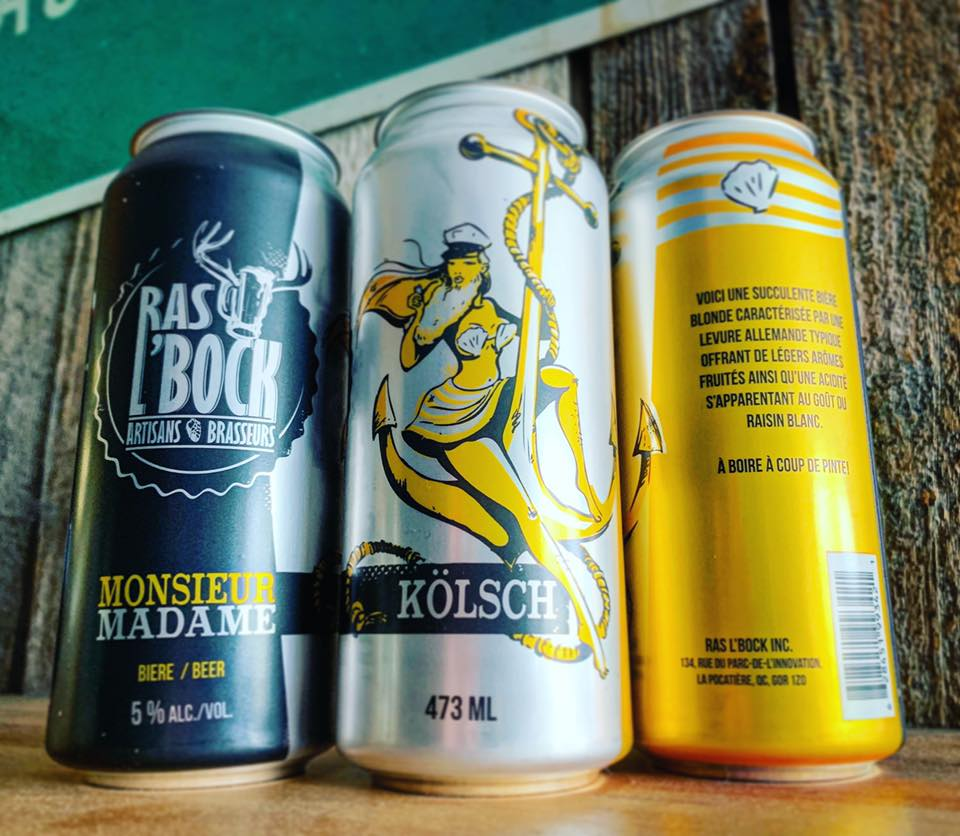 RAS
L'BOCK
ARTISANS BRASSEURS
MONSIEUR
MADAME
BIERE / BEER
5 % ALC./VOL.
KÖLSCH
473 ML
VOICI UNE SUCCULENTE BIÈRE
BLONDE CARACTÉRISÉE PAR UNE
LEVURE ALLEMANDE TYPIQUE
OFFRANT DE LÉGERS ARÔMES
FRUITÉS AINSI QU'UNE ACIDITÉ
S'APPARENTANT AU GOÛT DU
RAISIN BLANC.
À BOIRE À COUP DE PINTE!
RAS L'BOCK INC.
134, RUE DU PARC-DE-L'INNOVATION,
LA POCATIÈRE, QC, G0R 1Z0